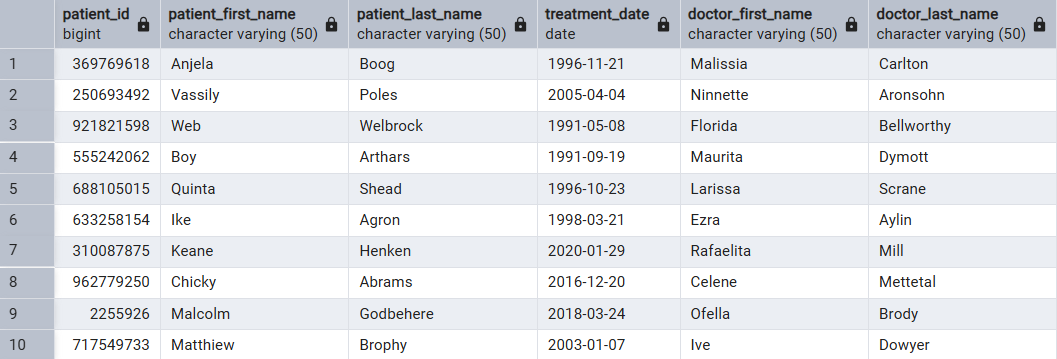 patient_id patient_first_name patient_last_name treatment_date doctor_first_name doctor_last_name
bigint character varying (50) character varying (50) date character varying (50) character varying (50)
1 369769618 Anjela Boog 1996-11-21 Malissia Carlton
2 250693492 Vassily Poles 2005-04-04 Ninnette Aronsohn
3 921821598 Web Welbrock 1991-05-08 Florida Bellworthy
4 555242062 Boy Arthars 1991-09-19 Maurita Dymott
5 688105015 Quinta Shead 1996-10-23 Larissa Scrane
6 633258154 Ike Agron 1998-03-21 Ezra Aylin
7 310087875 Keane Henken 2020-01-29 Rafaelita Mill
8 962779250 Chicky Abrams 2016-12-20 Celene Mettetal
9 2255926 Malcolm Godbehere 2018-03-24 Ofella Brody
10 717549733 Matthiew Brophy 2003-01-07 Ive Dowyer